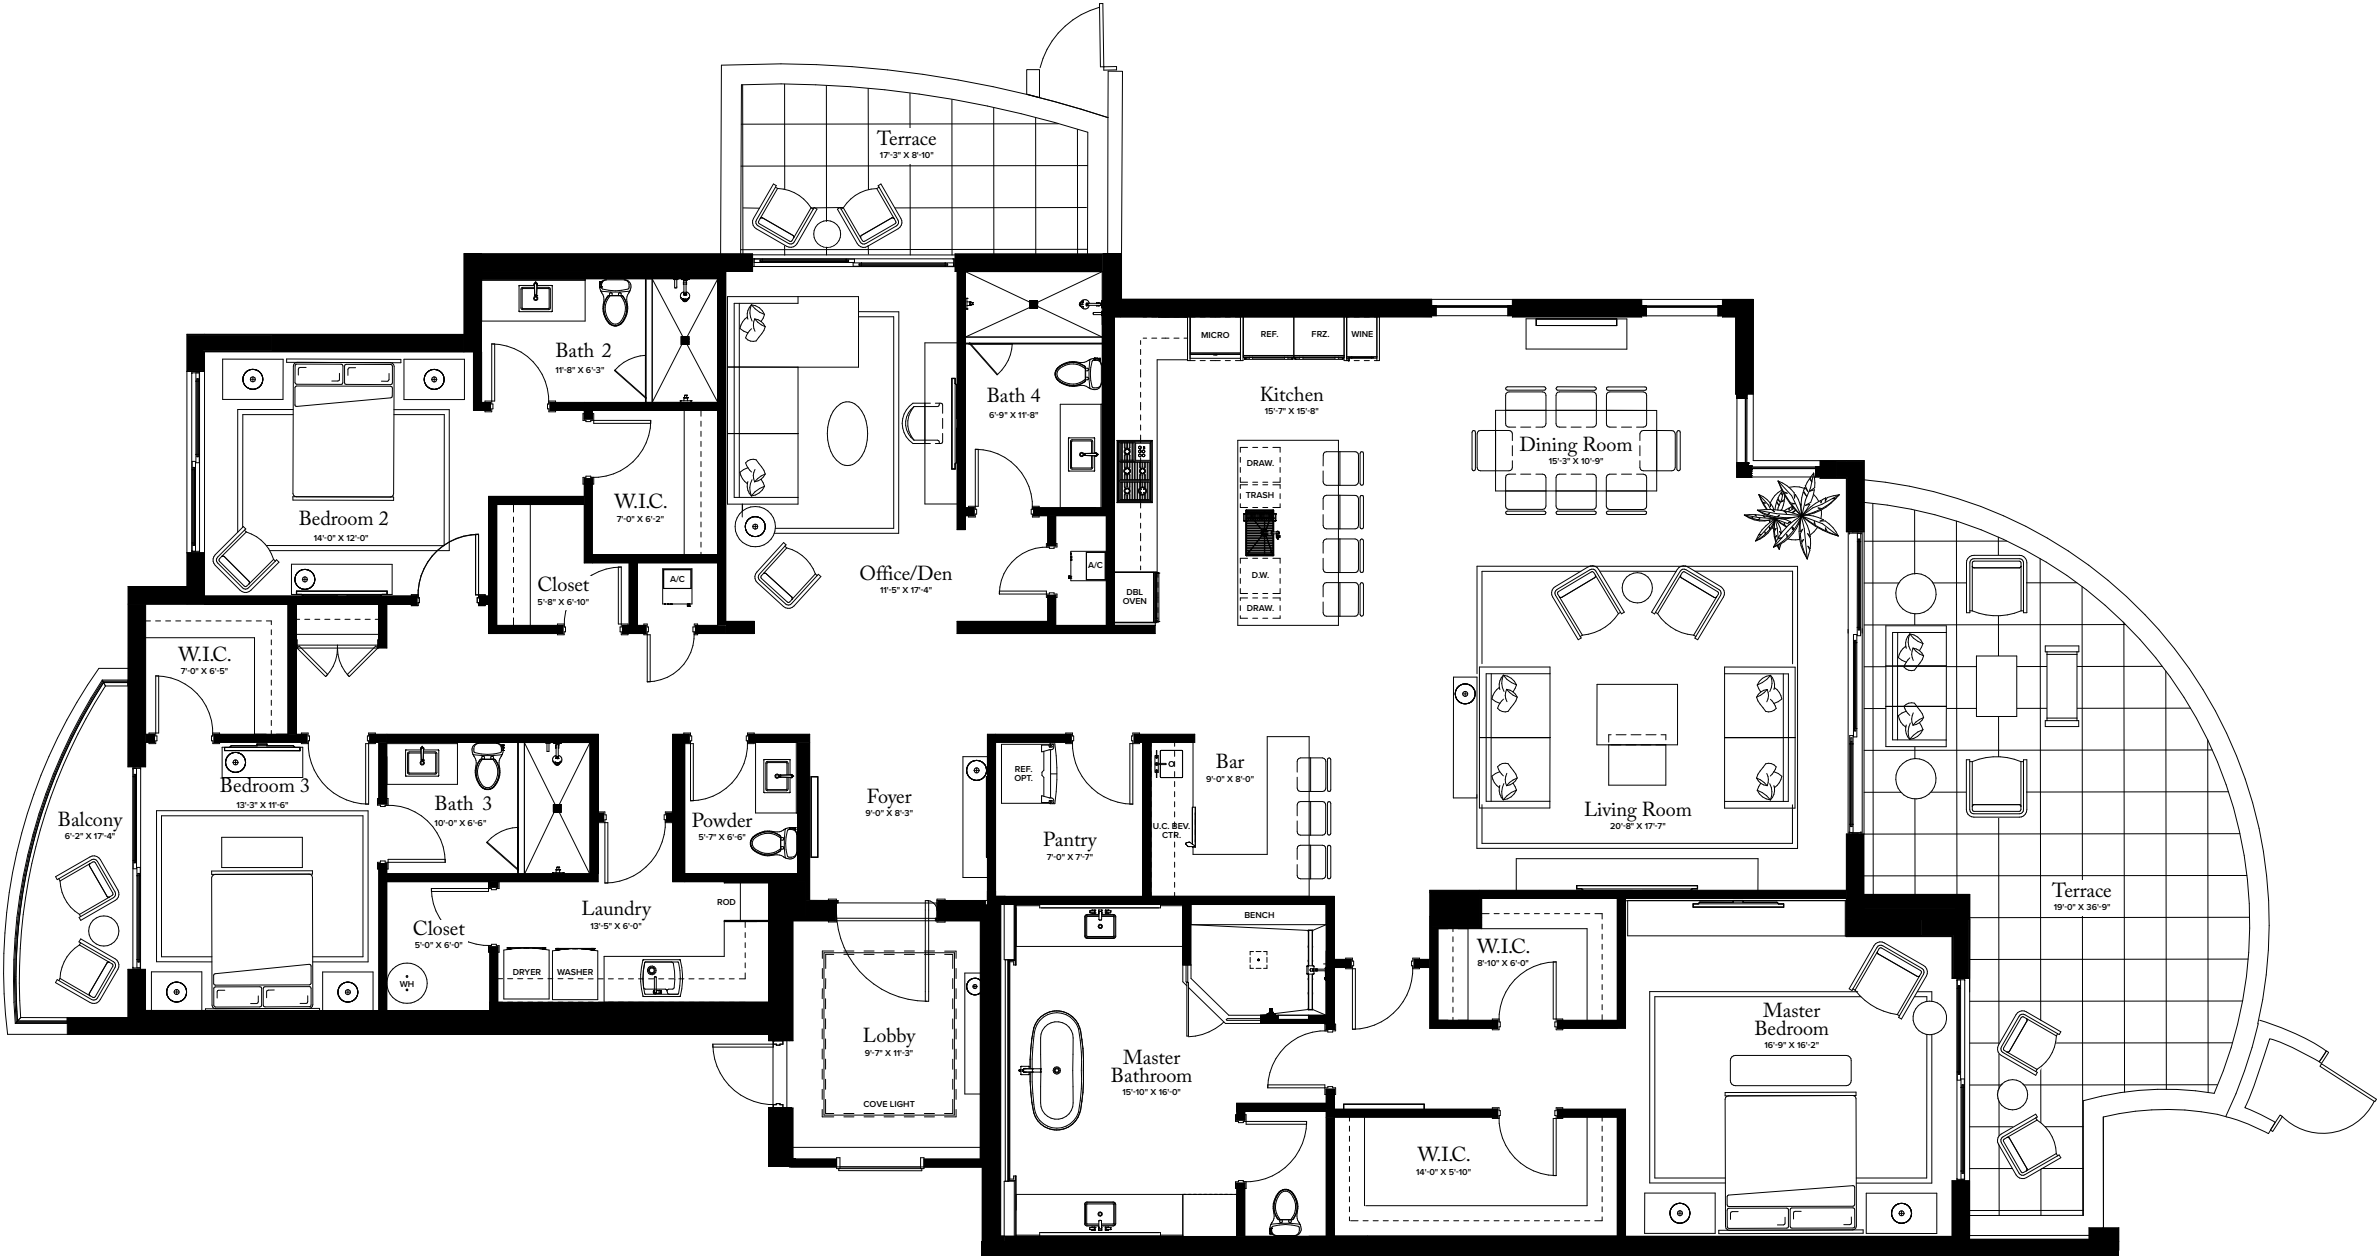 Terrace
17'-3" X 8'-10"
Bath 2
11'-8" X 6'-3"
MICRO
REF.
FRZ.
WINE
Bath 4
6'-9" X 11'-8"
Kitchen
15'-7" X 15'-8"
Dining Room
15'-3" X 10'-9"
DRAW.
TRASH
D.W.
DRAW.
Bedroom 2
14'-0" X 12'-0"
W.I.C.
7'-0" X 6'-2"
Closet
5'-8" X 6'-10"
A/C
Office/Den
11'-5" X 17'-4"
A/C
DBL
OVEN
W.I.C.
7'-0" X 6'-5"
Bedroom 3
13'-3" X 11'-6"
Balcony
6'-2" X 17'-4"
Bath 3
10'-0" X 6'-6"
Powder
5'-7" X 6'-6"
Foyer
9'-0" X 8'-3"
REF.
OPT.
Pantry
7'-0" X 7'-7"
Bar
9'-0" X 8'-0"
U.C. BEV.
CTR.
Living Room
20'-8" X 17'-7"
Terrace
19'-0" X 36'-9"
Closet
5'-0" X 6'-0"
WH
Laundry
13'-5" X 6'-0"
ROD
DRYER
WASHER
Lobby
9'-7" X 11'-3"
COVE LIGHT
BENCH
Master
Bathroom
15'-10" X 16'-0"
W.I.C.
8'-10" X 6'-0"
W.I.C.
14'-0" X 5'-10"
Master
Bedroom
16'-9" X 16'-2"